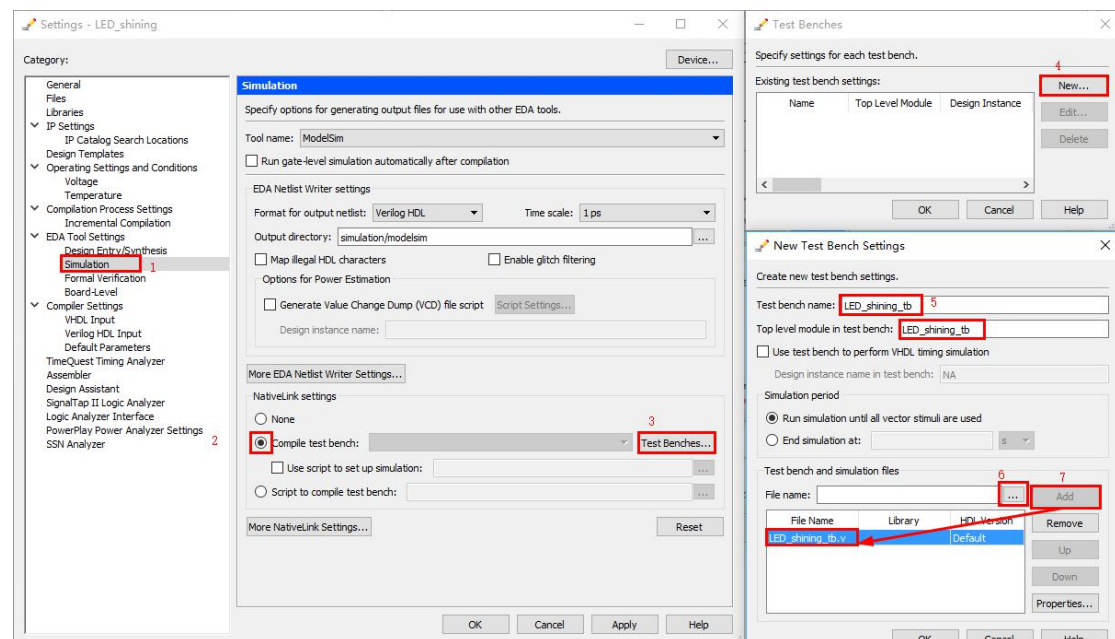 Settings - LED_shining
Category:
Device...
General
Files
Libraries
IP Settings
IP Catalog Search Locations
Design Templates
Operating Settings and Conditions
Voltage
Temperature
Compilation Process Settings
Incremental Compilation
EDA Tool Settings
Design Entry/Synthesis
Simulation 1
Formal Verification
Board-Level
Compiler Settings
VHDL Input
Verilog HDL Input
Default Parameters
TimeQuest Timing Analyzer
Assembler
Design Assistant
SignalTap II Logic Analyzer
Logic Analyzer Interface
PowerPlay Power Analyzer Settings
SSN Analyzer
Simulation
Specify options for generating output files for use with other EDA tools.
Tool name: ModelSim
Run gate-level simulation automatically after compilation
EDA Netlist Writer settings
Format for output netlist: Verilog HDL Time scale: 1 ps
Output directory: simulation/modelsim ...
Map illegal HDL characters Enable glitch filtering
Options for Power Estimation
Generate Value Change Dump (VCD) file script Script Settings...
Design instance name:
More EDA Netlist Writer Settings...
NativeLink settings
None
3
2 Compile test bench: Test Benches...
Use script to set up simulation: ...
Script to compile test bench: ...
More NativeLink Settings... Reset
OK Cancel Apply Help
Test Benches
Specify settings for each test bench.
4
Existing test bench settings: New...
Name Top Level Module Design Instance
Edit...
Delete
OK Cancel Help
New Test Bench Settings
Create new test bench settings.
Test bench name: LED_shining_tb 5
Top level module in test bench: LED_shining_tb
Use test bench to perform VHDL timing simulation
Design instance name in test bench: NA
Simulation period
Run simulation until all vector stimuli are used
End simulation at: s
Test bench and simulation files
6 7
File name: ... Add
File Name Library HDL Version Remove
LED_shining_tb.v Default
Up
Down
Properties...
OK Cancel Help